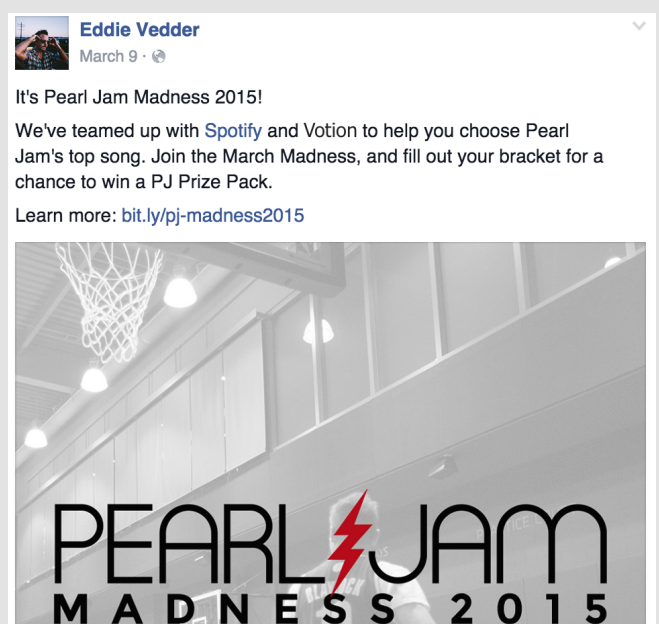 Eddie Vedder
March 9 ·
It's Pearl Jam Madness 2015!
We've teamed up with Spotify and Votion to help you choose Pearl
Jam's top song. Join the March Madness, and fill out your bracket for a
chance to win a PJ Prize Pack.
Learn more: bit.ly/pj-madness2015
PEARL JAM
MADNESS 2015